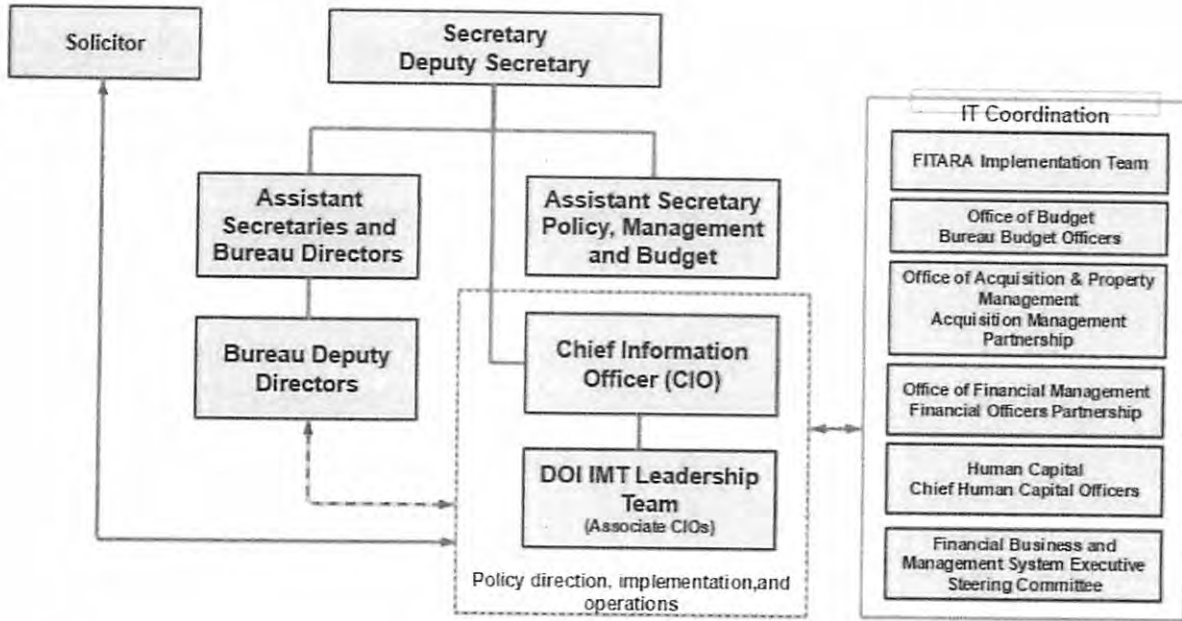 Solicitor
Secretary
Deputy Secretary
Assistant
Secretaries and
Bureau Directors
Assistant Secretary
Policy, Management
and Budget
Bureau Deputy
Directors
Chief Information
Officer (CIO)
DOI IMT Leadership
Team
(Associate CIOs)
Policy direction, implementation,and
operations
IT Coordination
FITARA Implementation Team
Office of Budget
Bureau Budget Officers
Office of Acquisition & Property
Management
Acquisition Management
Partnership
Office of Financial Management
Financial Officers Partnership
Human Capital
Chief Human Capital Officers
Financial Business and
Management System Executive
Steering Committee